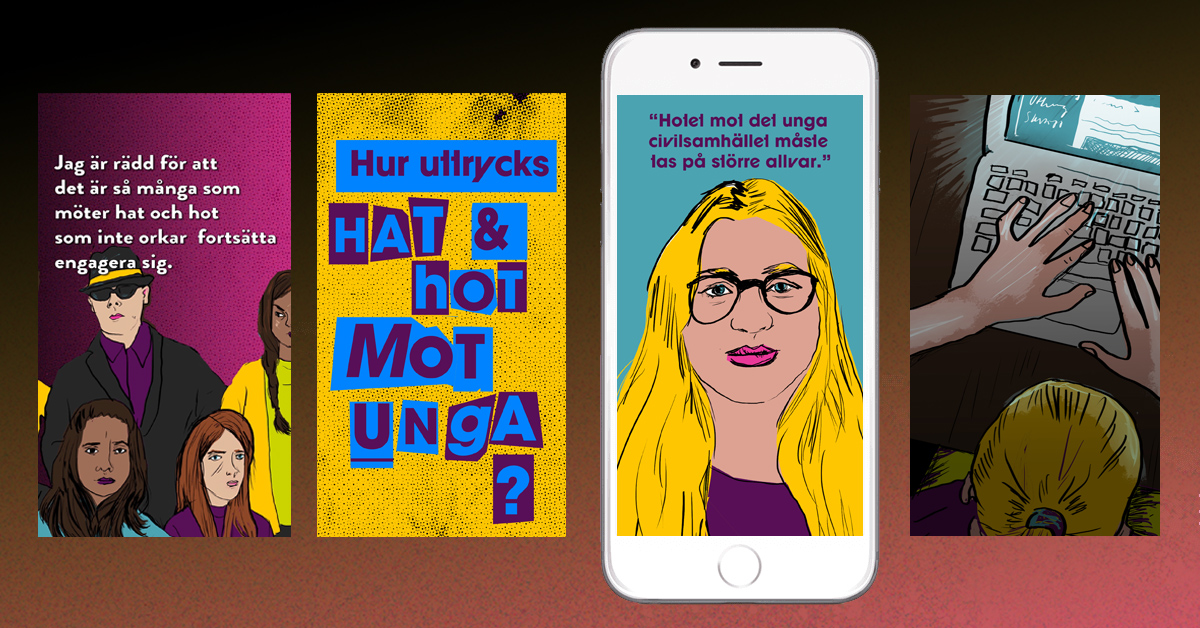 Jag är rädd för att
det är så många som
möter hat och hot
som inte orkar fortsätta
engagera sig.
Hur uttrycks
HAT &
hOT
MOT
UNgA
?
“Hotet mot det unga
civilsamhället måste
tas på större allvar.”